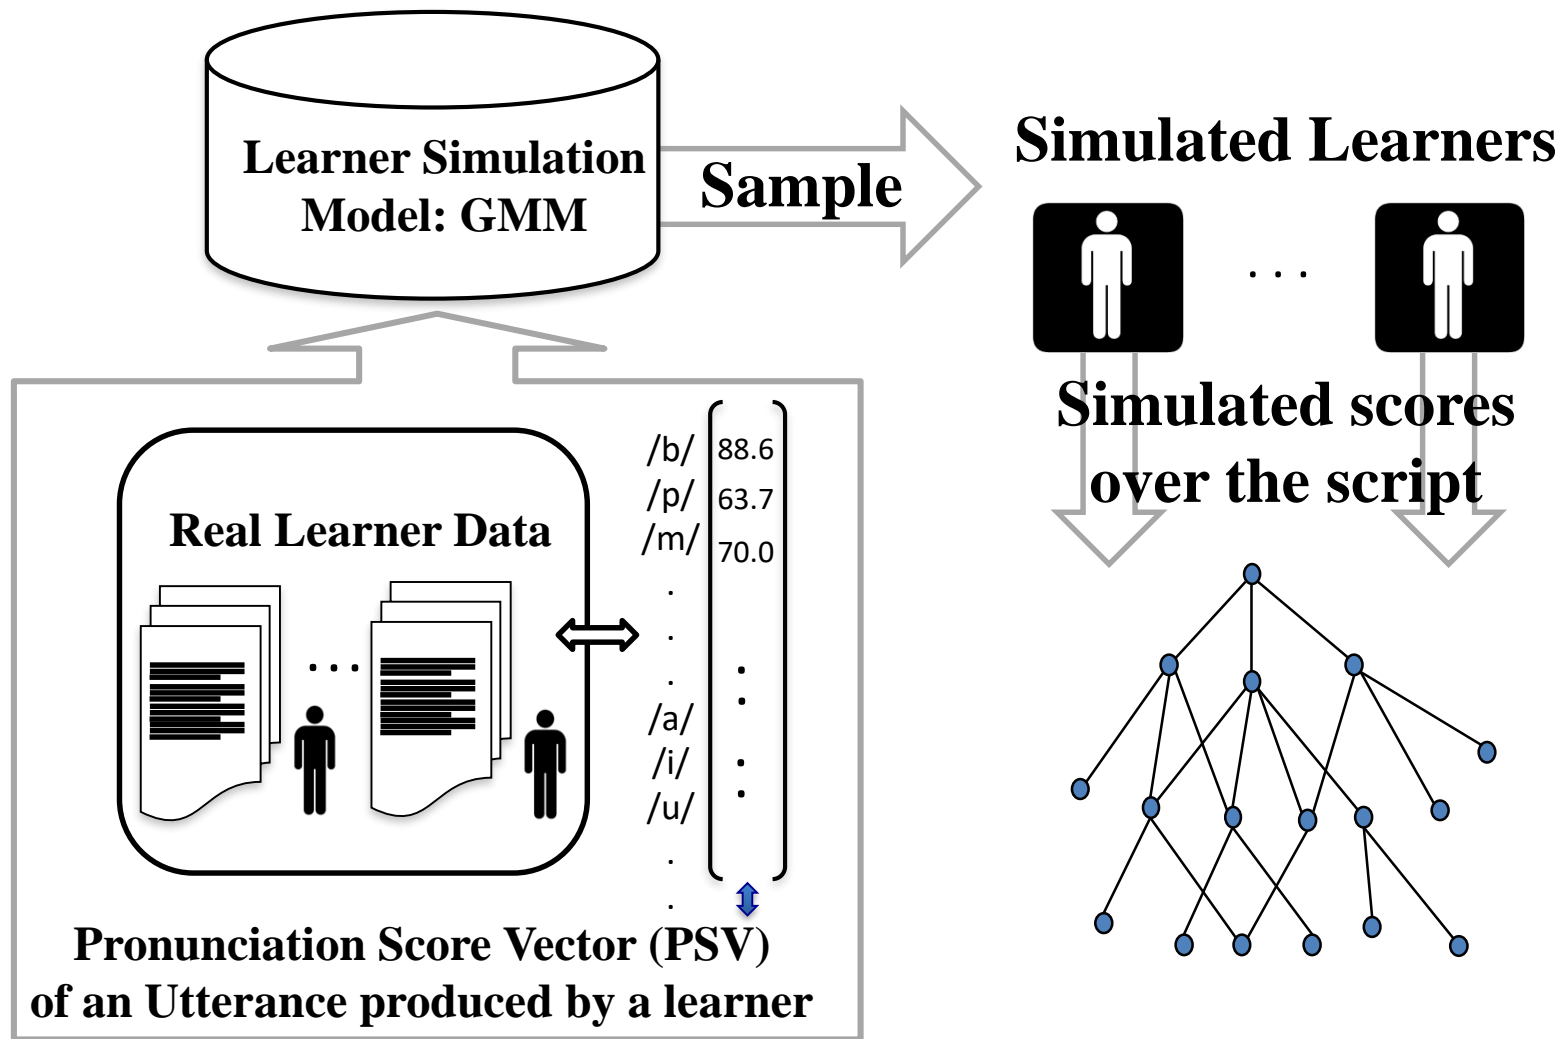 Learner Simulation
Model: GMM
Sample
Simulated Learners
. . .
Simulated scores
over the script
Real Learner Data
. . .
/b/ 88.6
/p/ 63.7
/m/ 70.0
.
.
.
/a/
/i/
/u/
.
.
Pronunciation Score Vector (PSV)
of an Utterance produced by a learner